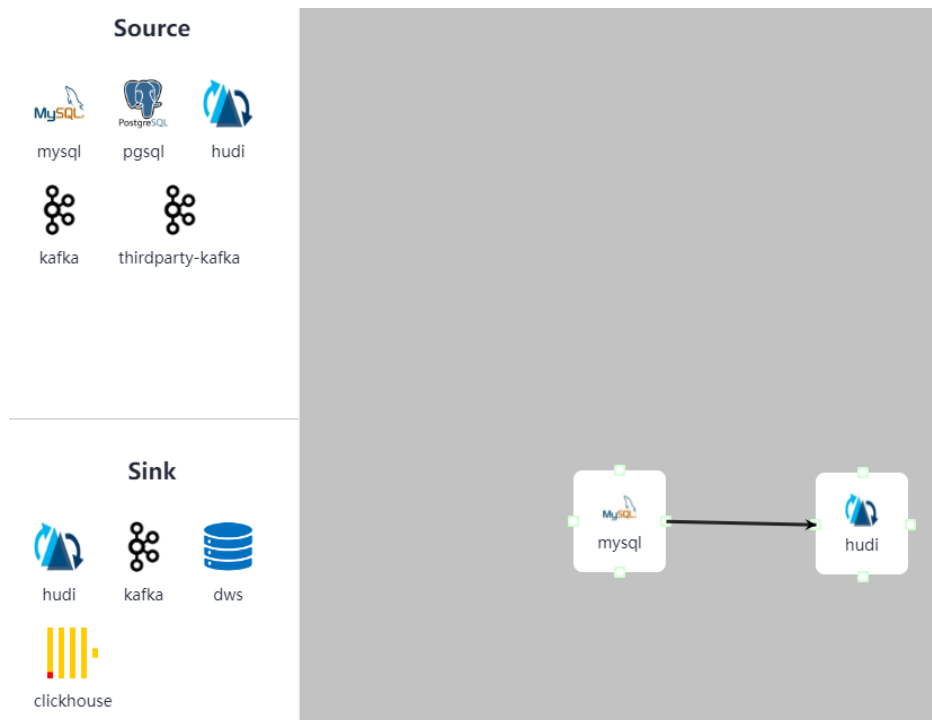 Source
MySQL
PostgreSQL
mysql pgsql hudi
kafka thirdparty-kafka
Sink
MySQL
mysql
hudi
hudi kafka dws
clickhouse